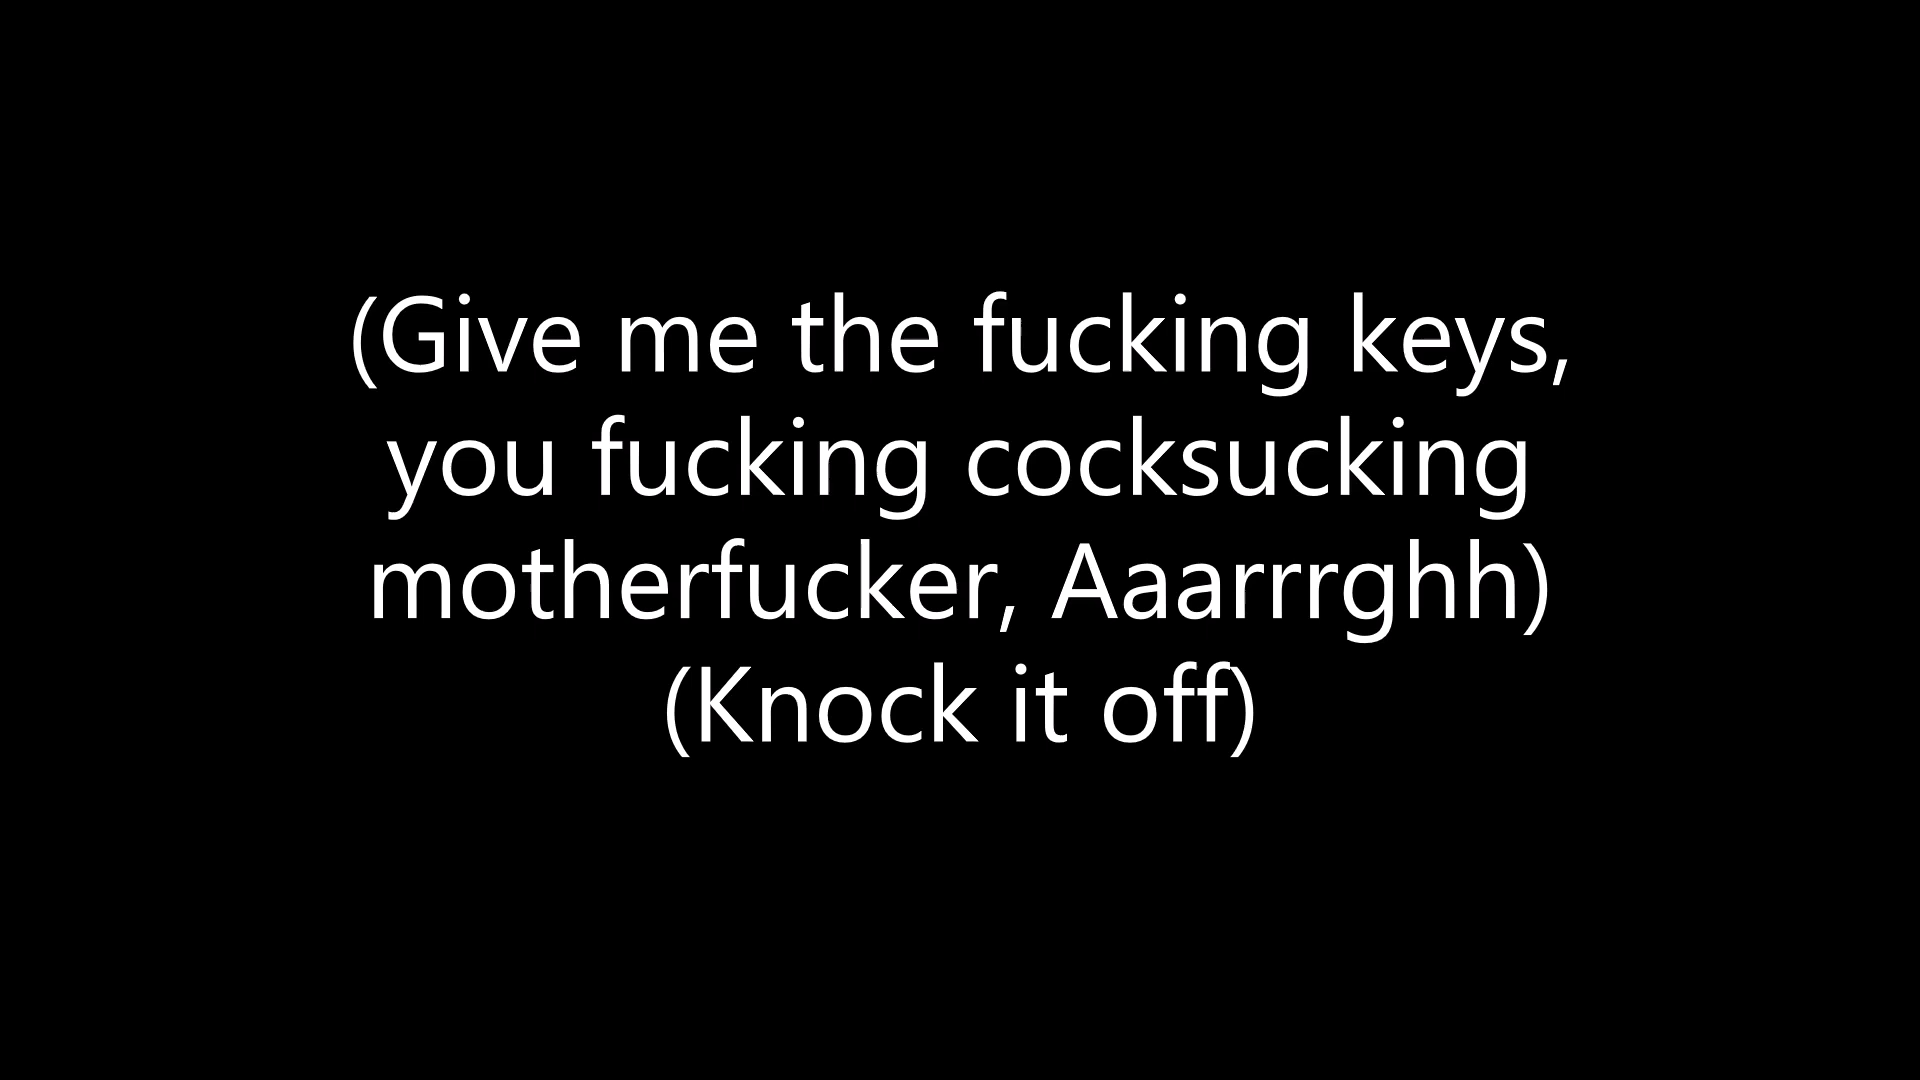 (Give me the fucking keys,
you fucking cocksucking
motherfucker, Aaarrrghh)
(Knock it off)